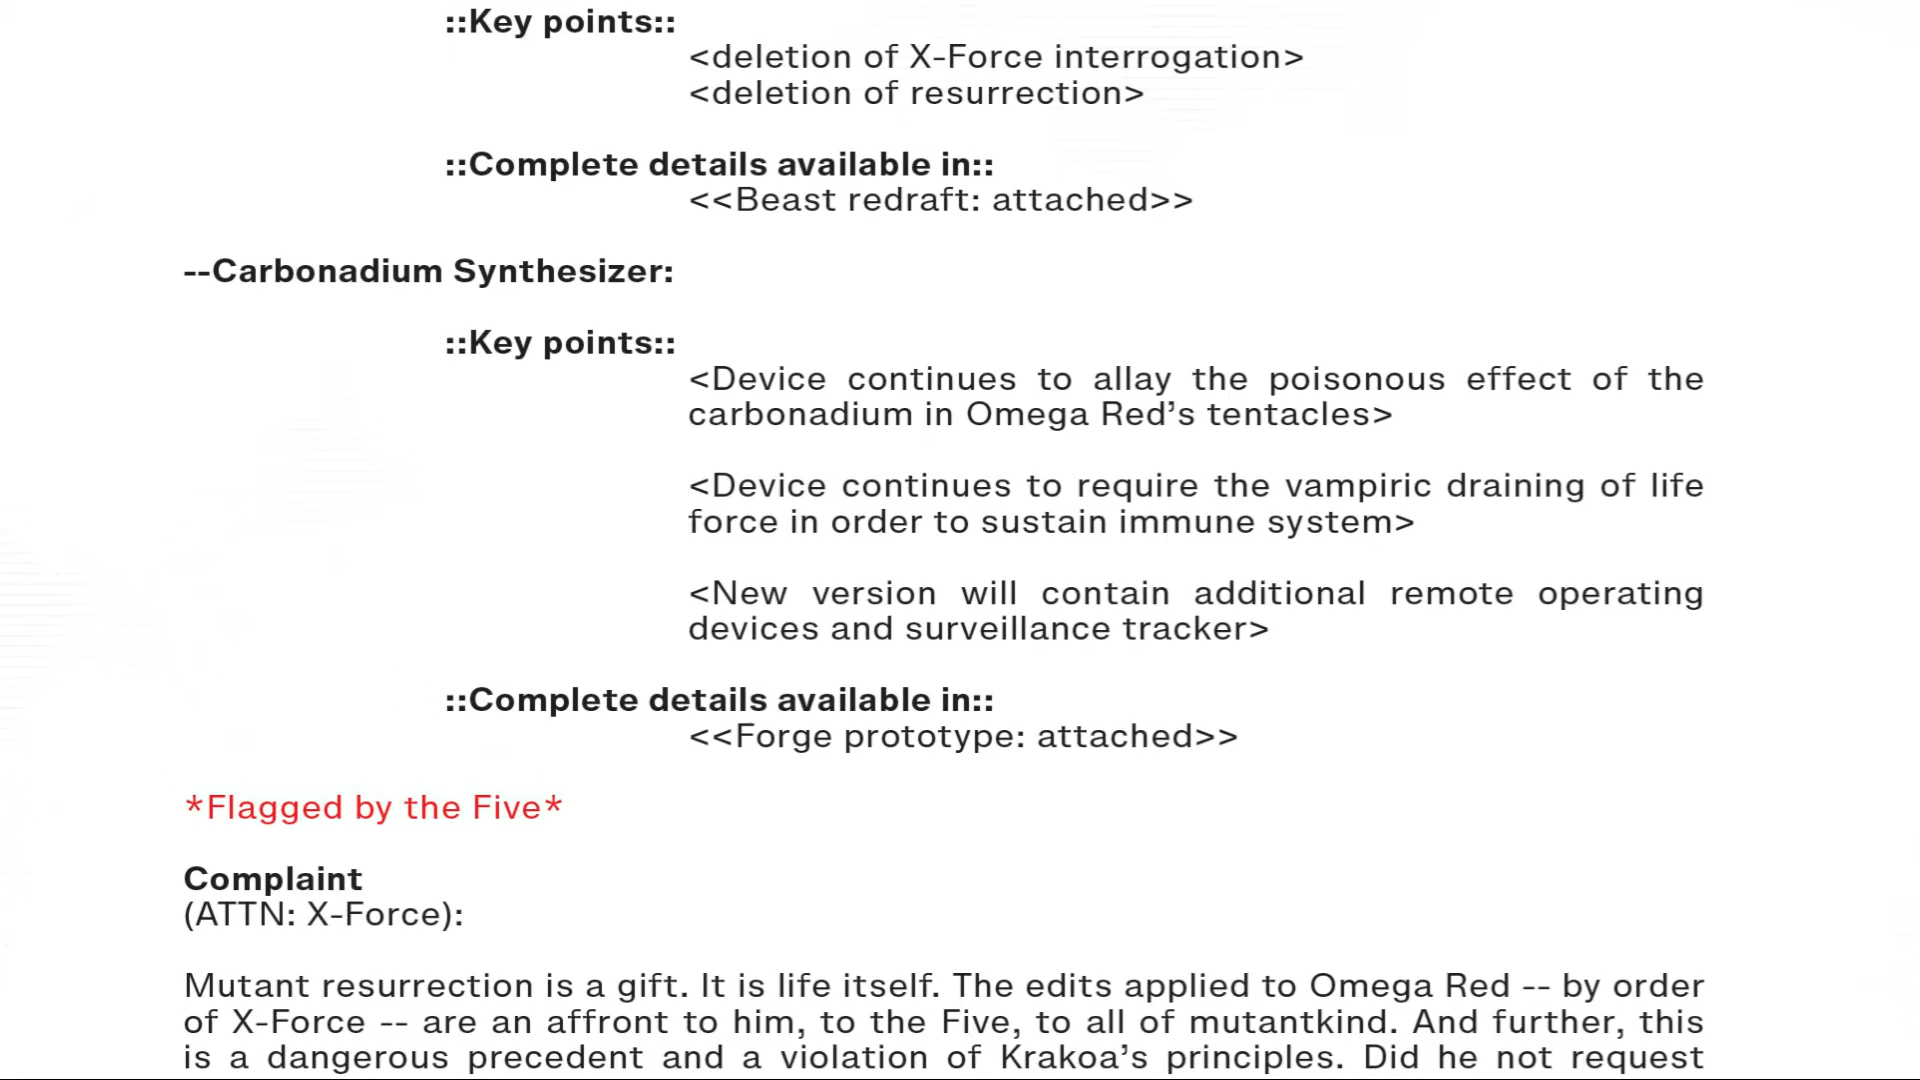 ::Key points::
<deletion of X-Force interrogation>
<deletion of resurrection>
::Complete details available in::
<<Beast redraft: attached>>
--Carbonadium Synthesizer:
::Key points::
<Device continues to allay the poisonous effect of the
carbonadium in Omega Red’s tentacles>
<Device continues to require the vampiric draining of life
force in order to sustain immune system>
<New version will contain additional remote operating
devices and surveillance tracker>
::Complete details available in::
<<Forge prototype: attached>>
*Flagged by the Five*
Complaint
(ATTN: X-Force):
Mutant resurrection is a gift. It is life itself. The edits applied to Omega Red -- by order
of X-Force -- are an affront to him, to the Five, to all of mutantkind. And further, this
is a dangerous precedent and a violation of Krakoa’s principles. Did he not request